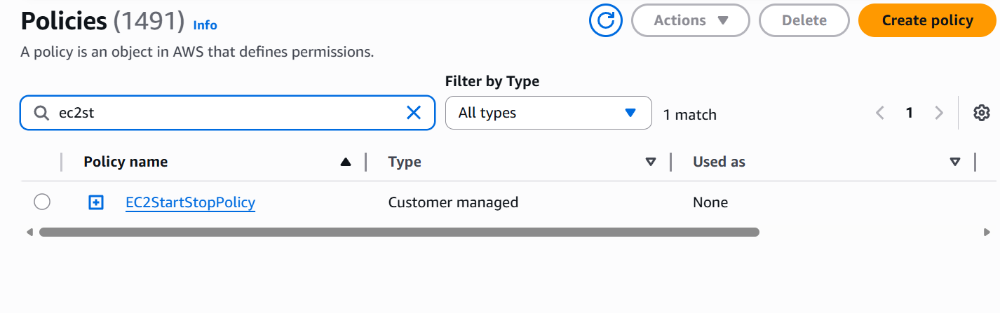 Policies (1491) Info
Actions
Delete
Create policy
A policy is an object in AWS that defines permissions.
Filter by Type
ec2st
All types
1 match
1
Policy name
Type
Used as
EC2StartStopPolicy
Customer managed
None